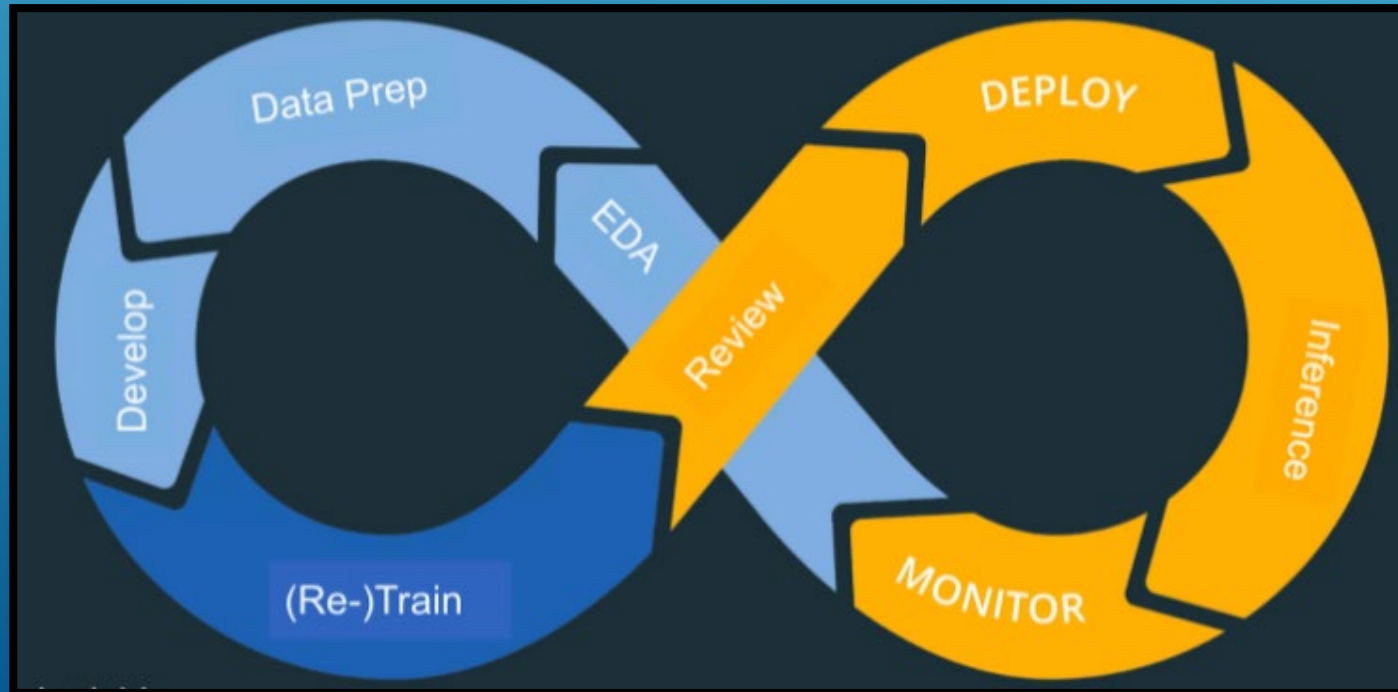 Data Prep
DEPLOY
EDA
Review
Develop
Inference
(Re-)Train
MONITOR